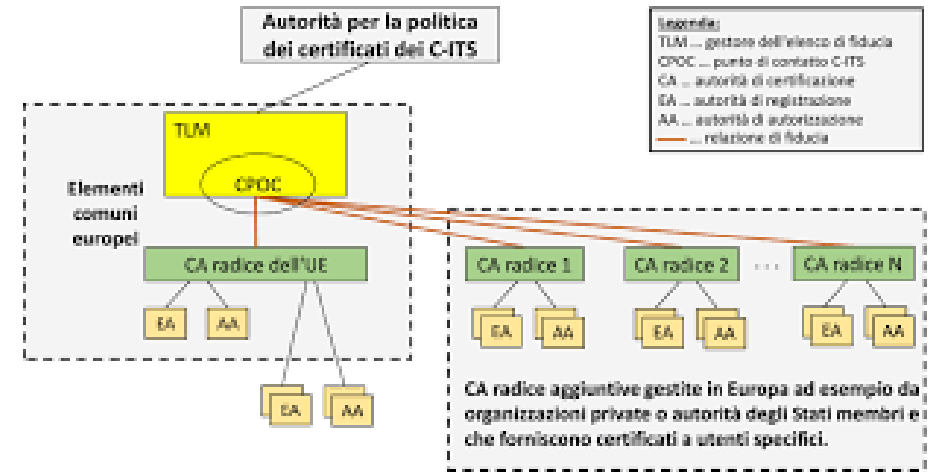 Autorità per la politica
dei certificati dei C-ITS
Legenda:
TLM ... gestore dell'elenco di fiducia
CPOC ... punto di contatto C-ITS
CA ... autorità di certificazione
EA ... autorità di registrazione
AA ... autorità di autorizzazione
... relazione di fiducia
TLM
CPOC
Elementi
comuni
europei
CA radice dell'UE
EA
AA
EA
AA
CA radice 1
CA radice 2
...
CA radice N
EA
AA
EA
AA
EA
AA
CA radice aggiuntive gestite in Europa ad esempio da
organizzazioni private o autorità degli Stati membri e
che forniscono certificati a utenti specifici.